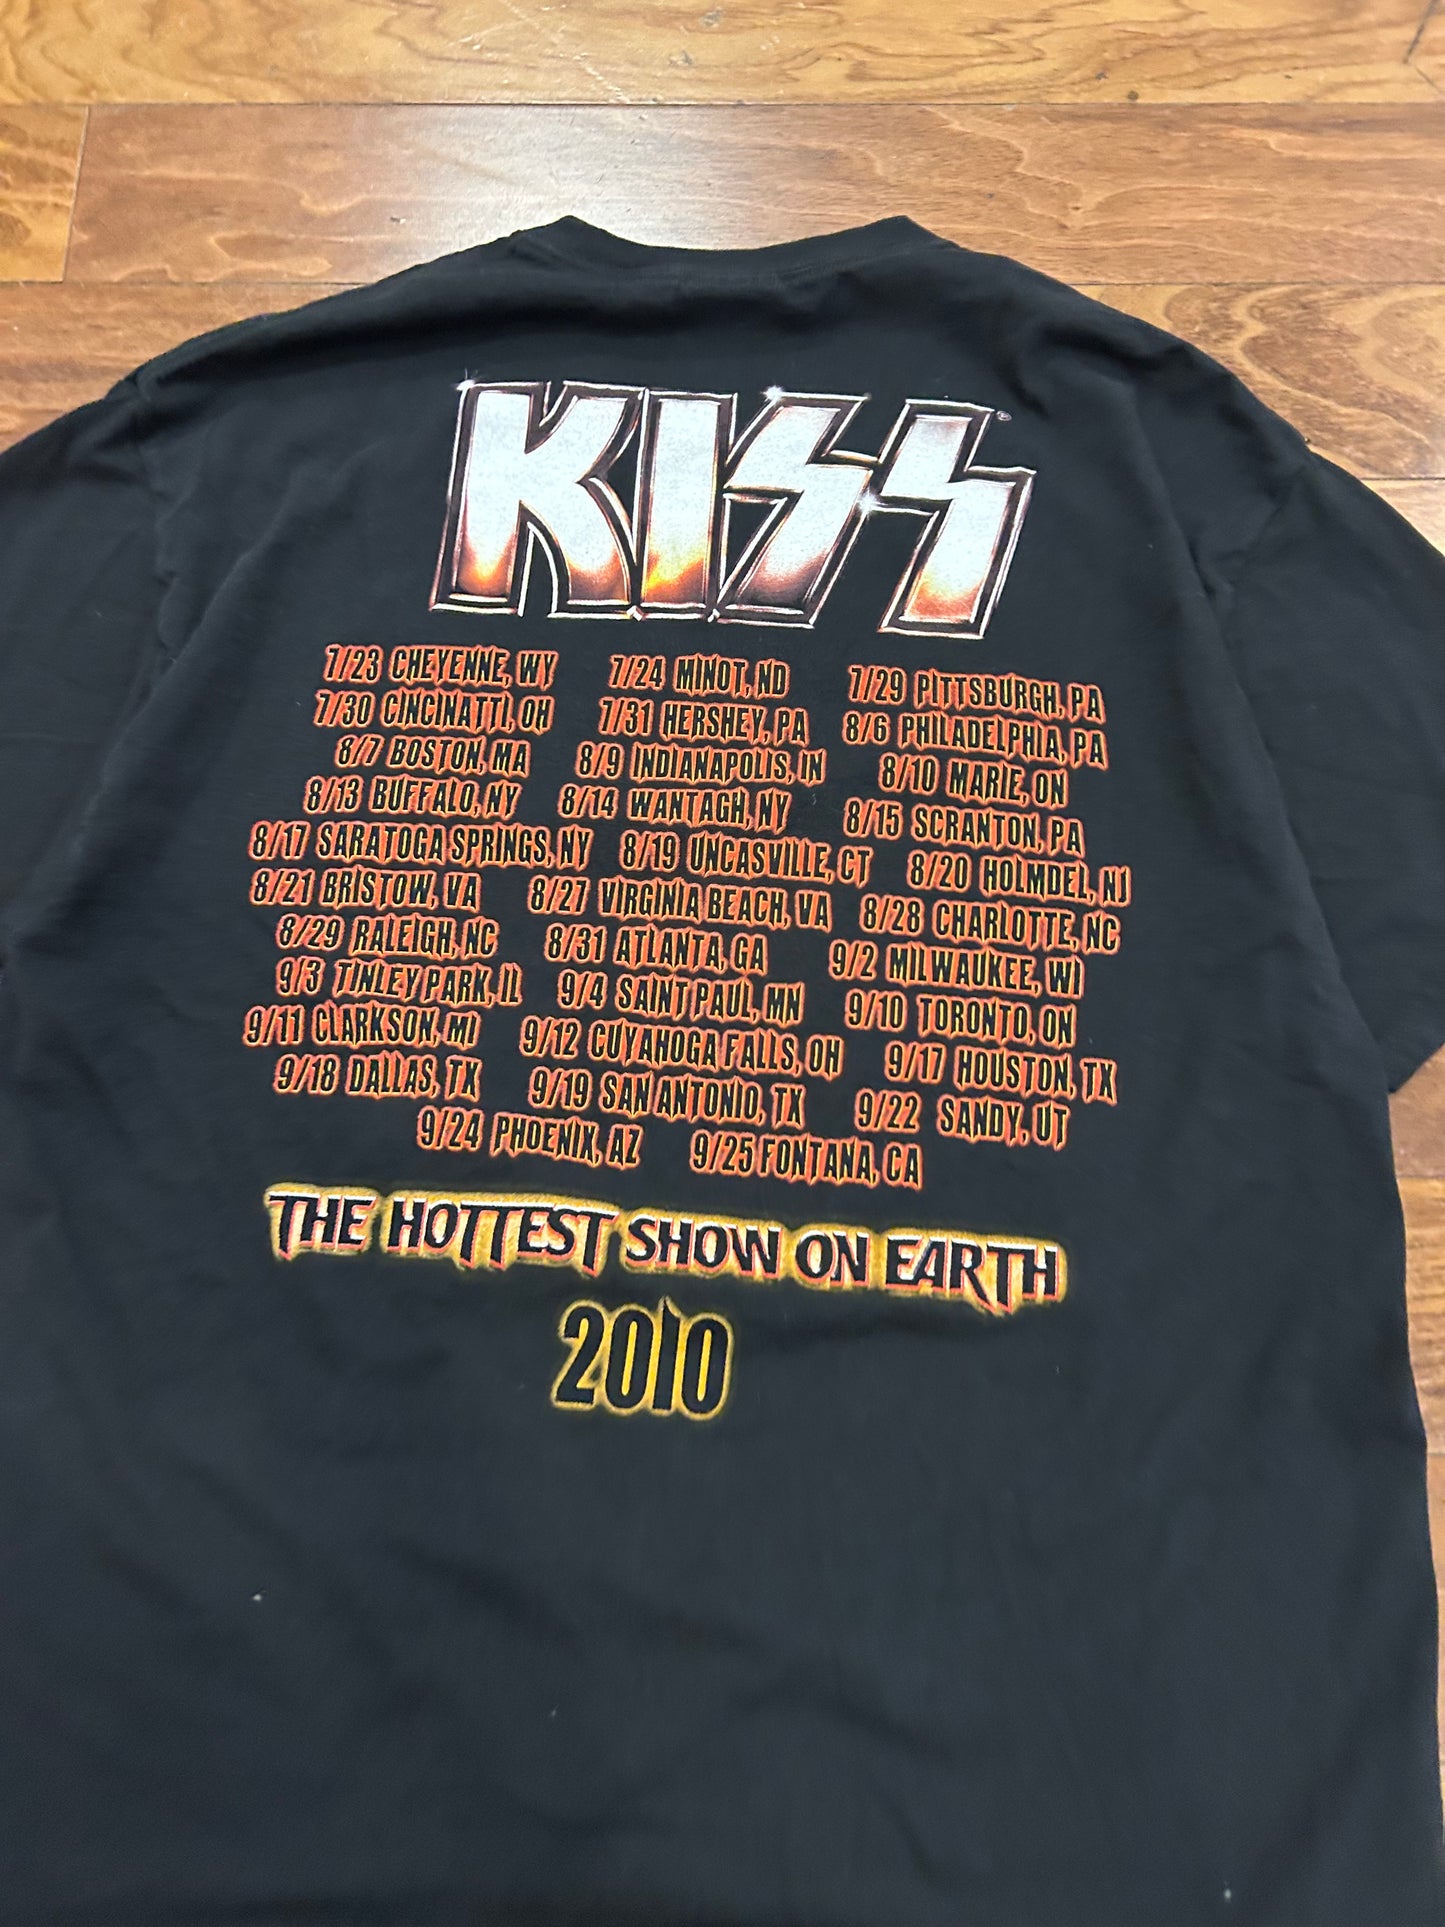 KISS
7/23 CHEYENNE, WY 7/24 MINOT, ND 7/29 PITTSBURGH, PA
7/30 CINCINATTI, OH 7/31 HERSHEY, PA 8/6 PHILADELPHIA, PA
8/7 BOSTON, MA 8/9 INDIANAPOLIS, IN 8/10 MARIE, ON
8/13 BUFFALO, NY 8/14 WANTAGH, NY 8/15 SCRANTON, PA
8/17 SARATOGA SPRINGS, NY 8/19 UNCASVILLE, CT 8/20 HOLMDEL, NJ
8/21 BRISTOW, VA 8/27 VIRGINIA BEACH, VA 8/28 CHARLOTTE, NC
8/29 RALEIGH, NC 8/31 ATLANTA, GA 9/2 MILWAUKEE, WI
9/3 TINLEY PARK, IL 9/4 SAINT PAUL, MN 9/10 TORONTO, ON
9/11 CLARKSON, MI 9/12 CUYAHOGA FALLS, OH 9/17 HOUSTON, TX
9/18 DALLAS, TX 9/19 SAN ANTONIO, TX 9/22 SANDY, UT
9/24 PHOENIX, AZ 9/25 FONTANA, CA
THE HOTTEST SHOW ON EARTH
2010